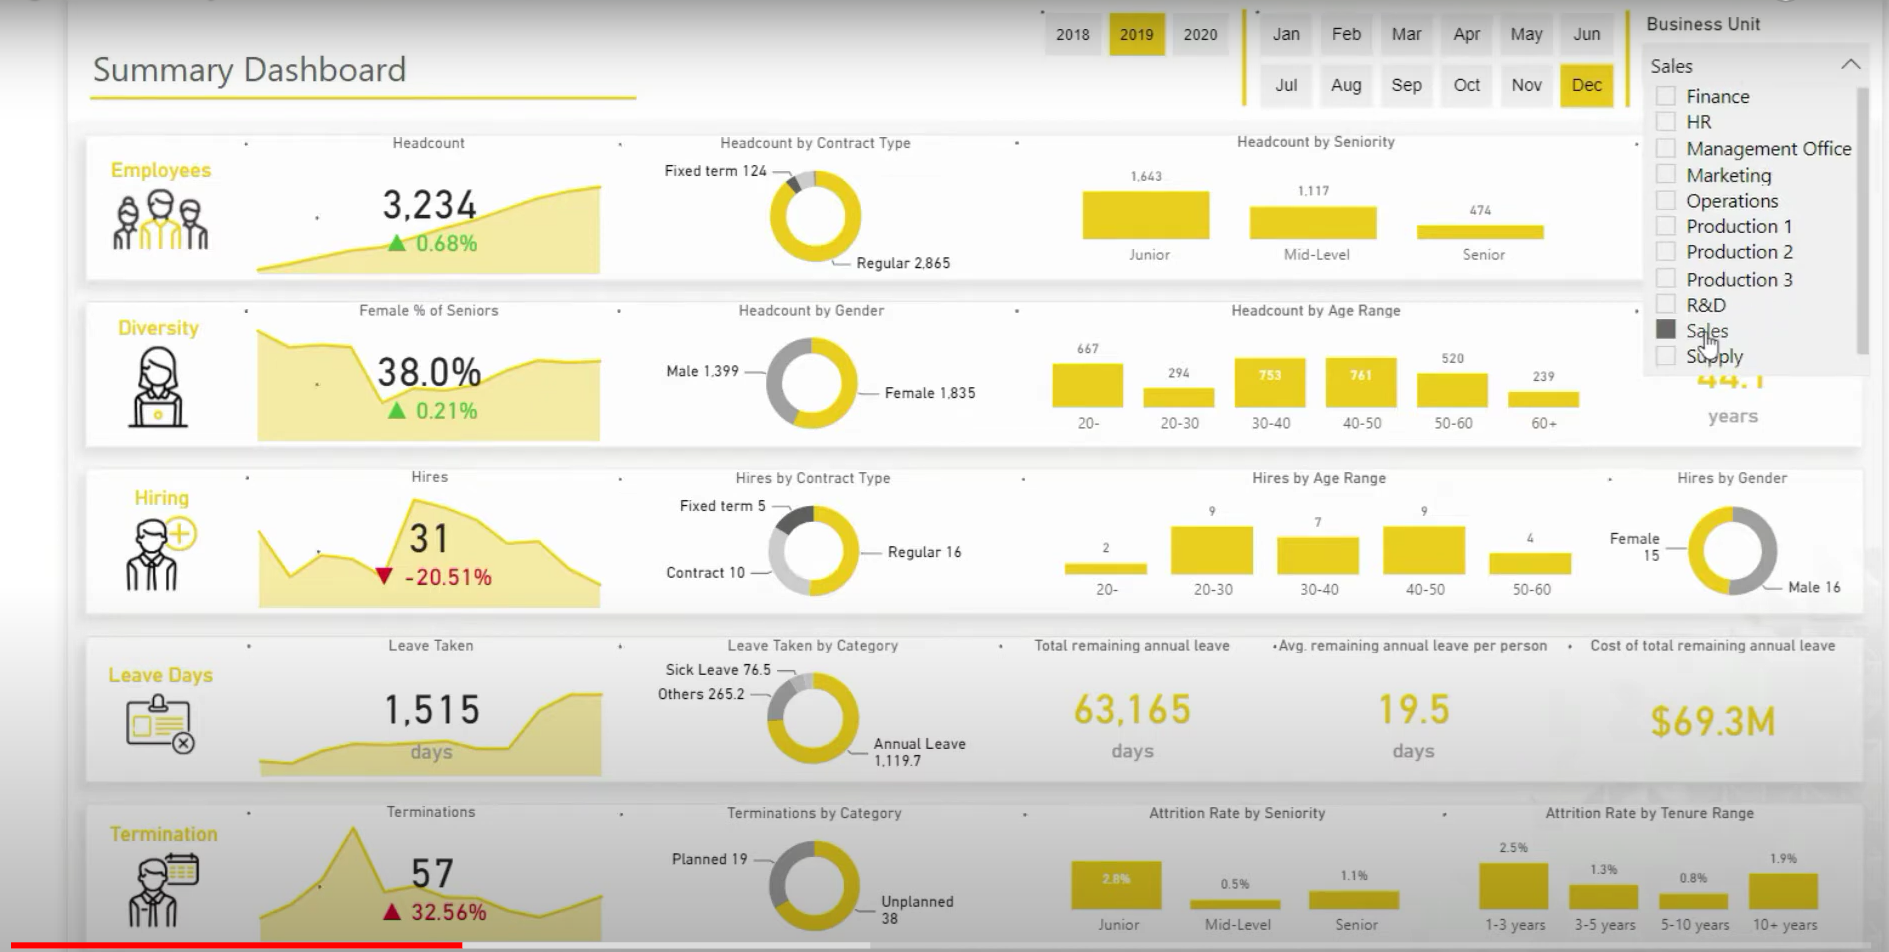 2018 2019 2020
Jan Feb Mar Apr May Jun
Jul Aug Sep Oct Nov Dec
Business Unit
Sales
Finance
HR
Management Office
Marketing
Operations
Production 1
Production 2
Production 3
R&D
Sales
Supply
Summary Dashboard
Employees
Headcount
3,234
▲ 0.68%
Headcount by Contract Type
Fixed term 124
Regular 2,865
Headcount by Seniority
1,643 1,117 474
Junior Mid-Level Senior
Diversity
Female % of Seniors
38.0%
▲ 0.21%
Headcount by Gender
Male 1,399
Female 1,835
Headcount by Age Range
667 294 753 761 520 239
20- 20-30 30-40 40-50 50-60 60+
years
Hiring
Hires
31
▼ -20.51%
Hires by Contract Type
Fixed term 5
Regular 16
Contract 10
Hires by Age Range
2 9 7 9 4
20- 20-30 30-40 40-50 50-60
Hires by Gender
Female
15
Male 16
Leave Days
Leave Taken
1,515
days
Leave Taken by Category
Sick Leave 76.5
Others 265.2
Annual Leave
1,119.7
Total remaining annual leave
63,165
days
Avg. remaining annual leave per person
19.5
days
Cost of total remaining annual leave
$69.3M
Termination
Terminations
57
▲ 32.56%
Terminations by Category
Planned 19
Unplanned
38
Attrition Rate by Seniority
2.8% 0.5% 1.1%
Junior Mid-Level Senior
Attrition Rate by Tenure Range
2.5% 1.3% 0.8% 1.9%
1-3 years 3-5 years 5-10 years 10+ years